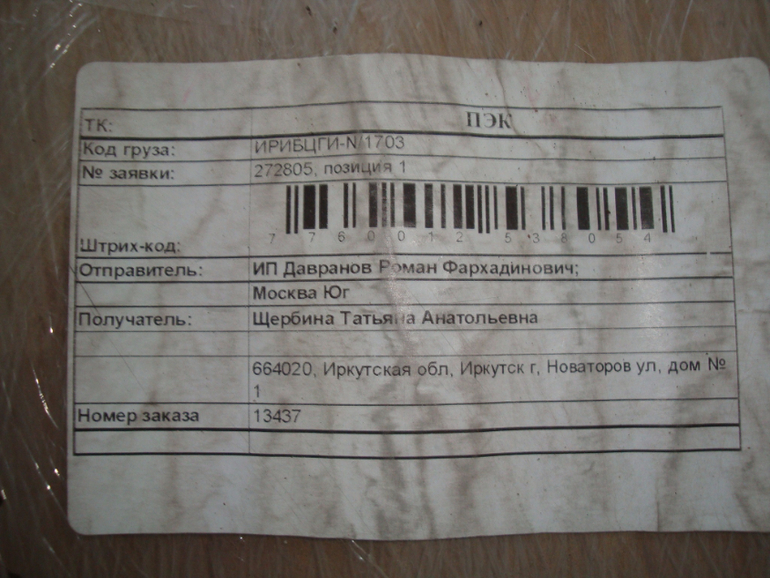 ТК: ПЭК
Код груза: ИРИБЦГИ-N/1703
№ заявки: 272805, позиция 1
7 7 6 0 0 1 2 5 3 8 0 5 4
Штрих-код:
Отправитель: ИП Давранов Роман Фархадинович;
Москва Юг
Получатель: Щербина Татьяна Анатольевна
664020, Иркутская обл, Иркутск г, Новаторов ул, дом №
1
Номер заказа 13437